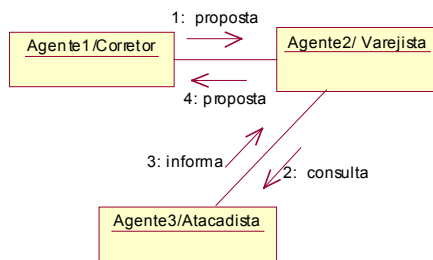 1: proposta
Agente1/Corretor
Agente2/ Varejista
4: proposta
3: informa
2: consulta
Agente3/Atacadista